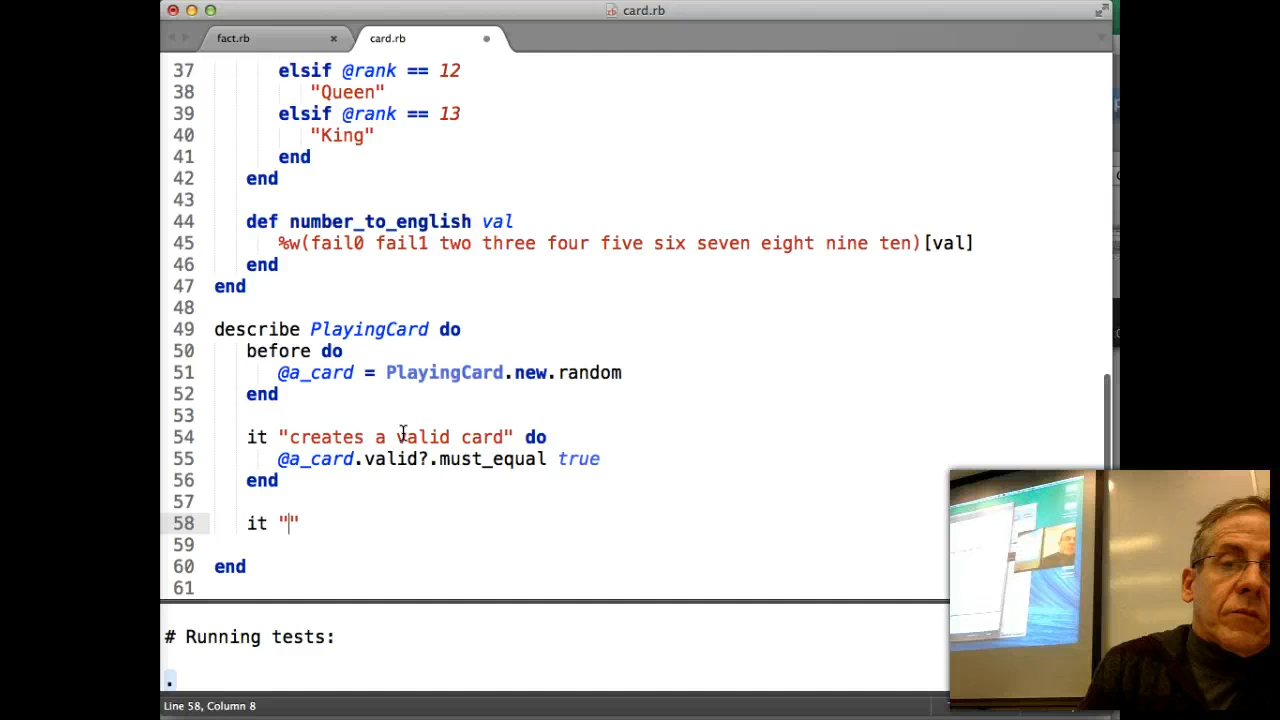 card.rb
fact.rb
card.rb
37 elsif @rank == 12
38 "Queen"
39 elsif @rank == 13
40 "King"
41 end
42 end
43
44 def number_to_english val
45 %w(fail0 fail1 two three four five six seven eight nine ten)[val]
46 end
47 end
48
49 describe PlayingCard do
50 before do
51 @a_card = PlayingCard.new.random
52 end
53
54 it "creates a valid card" do
55 @a_card.valid?.must_equal true
56 end
57
58 it ""
59
60 end
61
# Running tests:
.
Line 58, Column 8